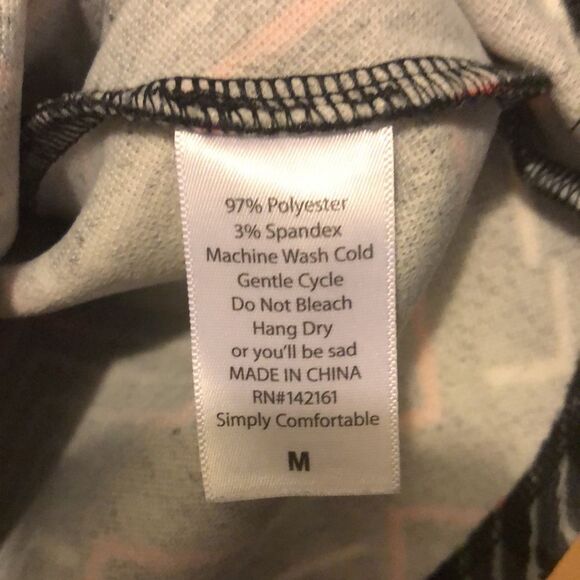 97% Polyester
3% Spandex
Machine Wash Cold
Gentle Cycle
Do Not Bleach
Hang Dry
or you'll be sad
MADE IN CHINA
RN#142161
Simply Comfortable
M